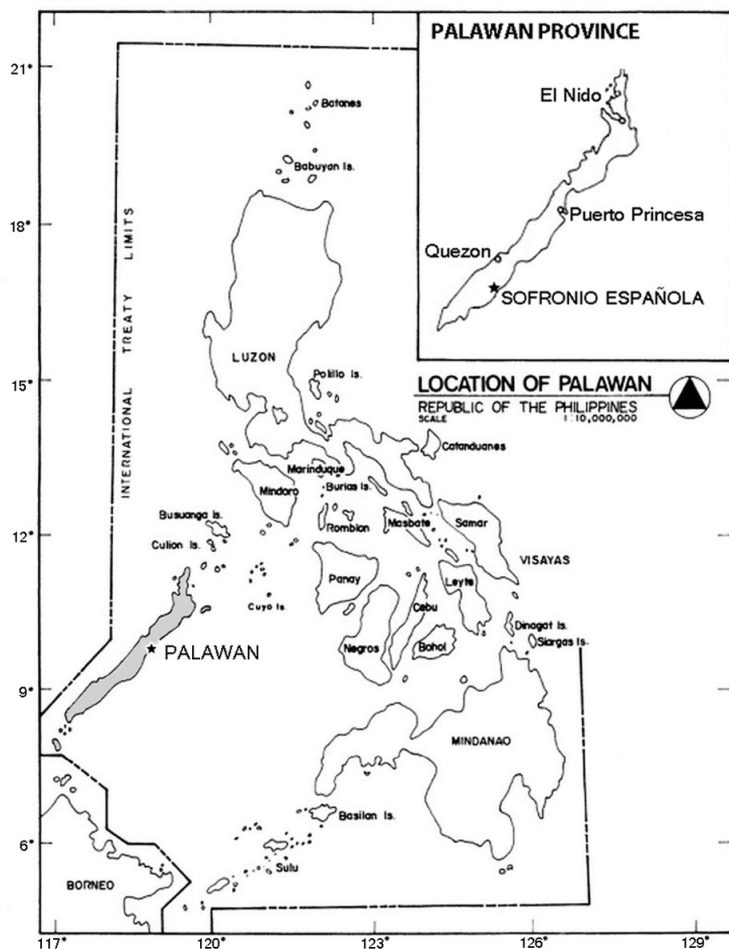 PALAWAN PROVINCE
El Nido
Puerto Princesa
Quezon
SOFRONIO ESPAÑOLA
LOCATION OF PALAWAN
REPUBLIC OF THE PHILIPPINES
SCALE 1:10,000,000
21°
18°
15°
12°
9°
6°
117°
120°
123°
126°
129°
INTERNATIONAL TREATY LIMITS
Batanes
Babuyan Is.
LUZON
Polillo Is.
Catanduanes
Marinduque
Mindoro
Burias Is.
Busuanga Is.
Romblon
Masbate
Samar
Culion Is.
VISAYAS
Panay
Leyte
Cuyo Is.
Cebu
Dinagat Is.
Siargao Is.
Negros
Bohol
PALAWAN
MINDANAO
Basilan Is.
Sulu
BORNEO